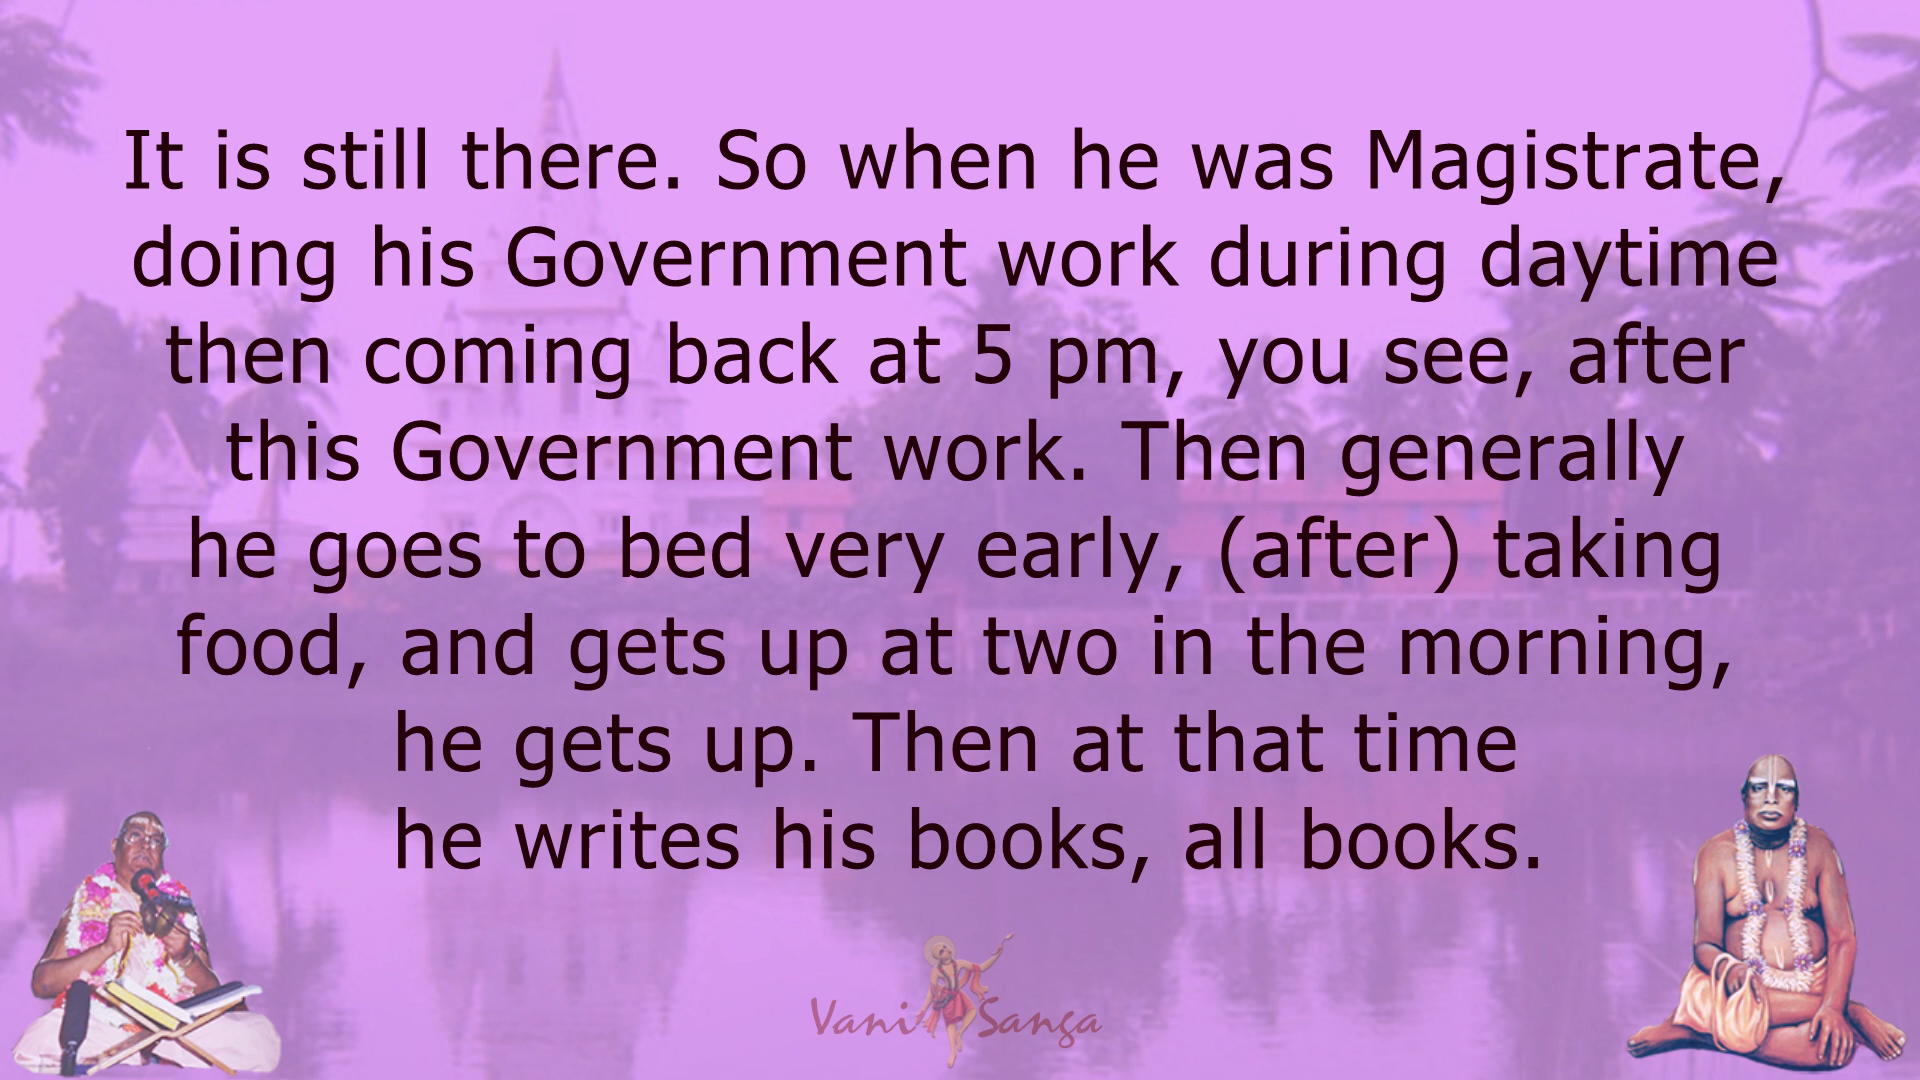 It is still there. So when he was Magistrate,
doing his Government work during daytime
then coming back at 5 pm, you see, after
this Government work. Then generally
he goes to bed very early, (after) taking
food, and gets up at two in the morning,
he gets up. Then at that time
he writes his books, all books.
Vani Sanga